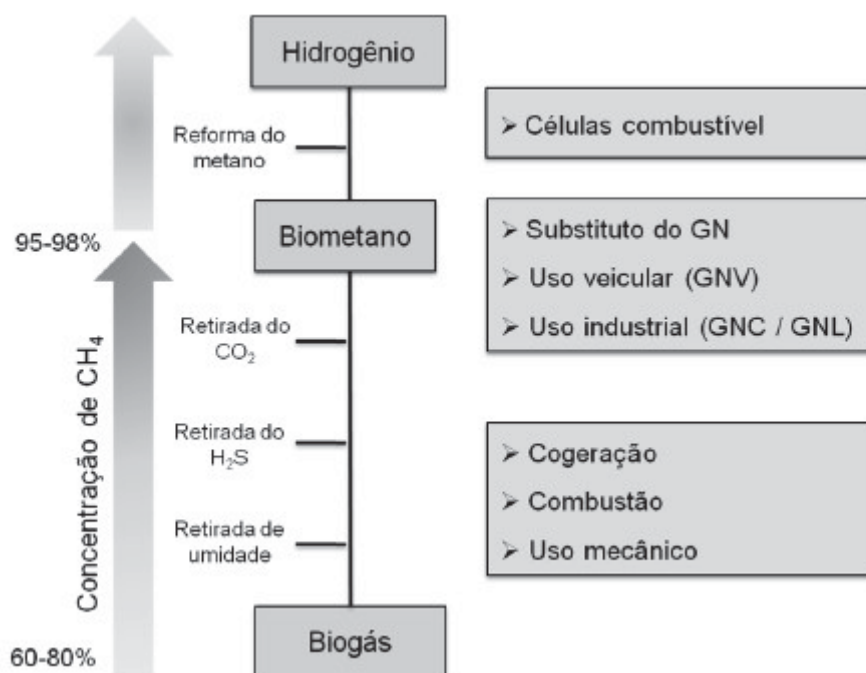 Hidrogênio
Reforma do
metano
➢ Células combustível
95-98%
Biometano
➢ Substituto do GN
➢ Uso veicular (GNV)
➢ Uso industrial (GNC / GNL)
Retirada do
CO₂
Concentração de CH₄
Retirada do
H₂S
Retirada de
umidade
➢ Cogeração
➢ Combustão
➢ Uso mecânico
60-80%
Biogás